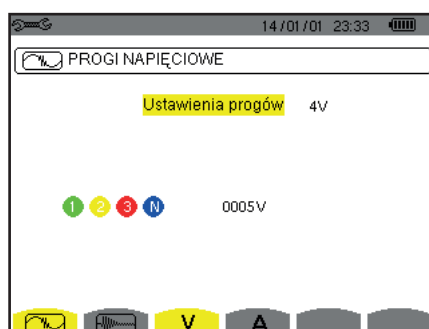 14/01/01 23:33
PROGI NAPIĘCIOWE
Ustawienia progów 4V
1 2 3 N 0005V
V A